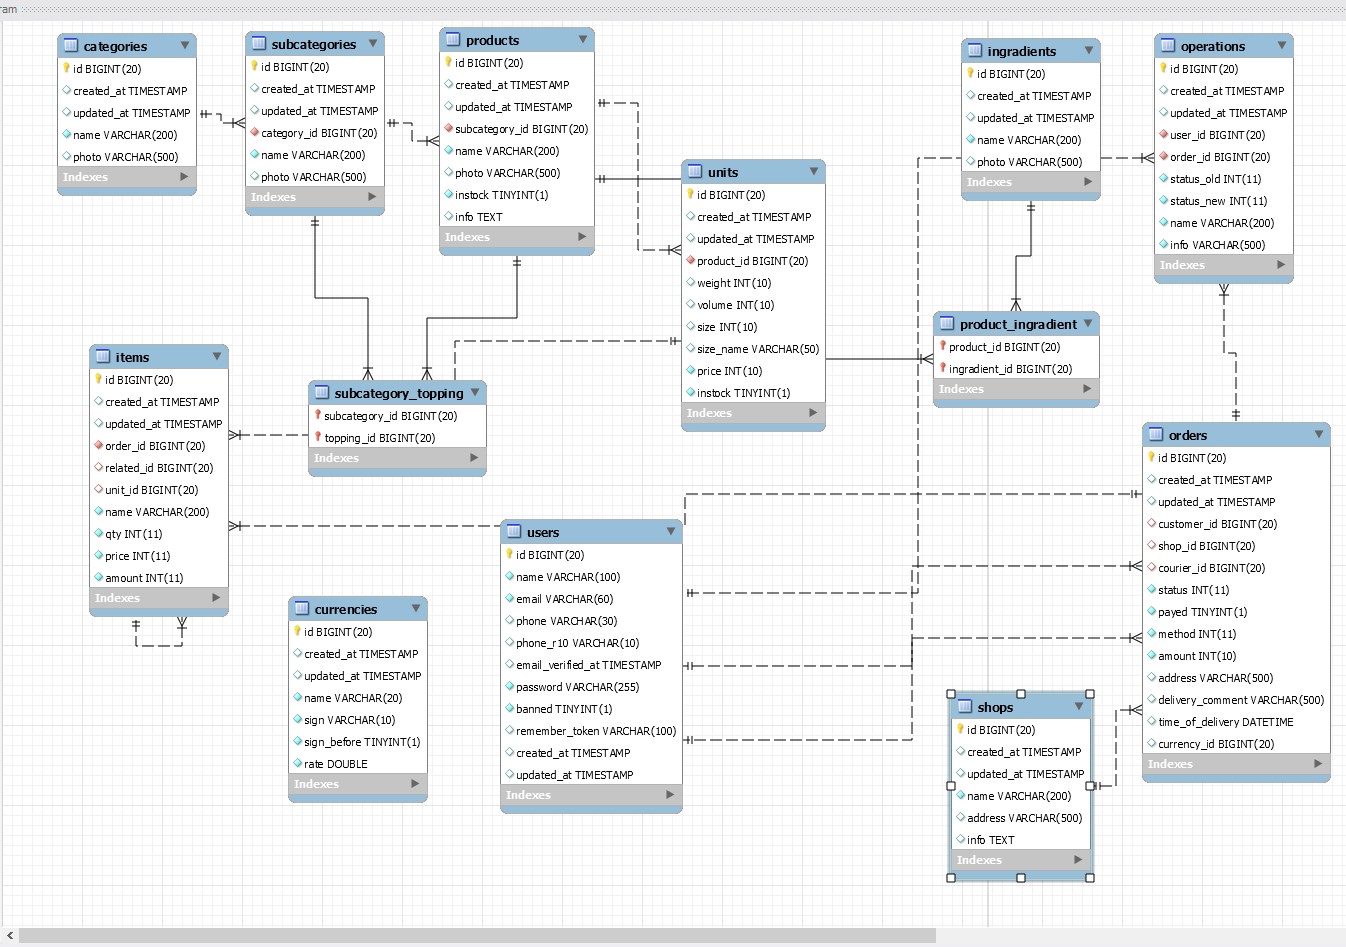 ram
categories
id BIGINT(20)
created_at TIMESTAMP
updated_at TIMESTAMP
name VARCHAR(200)
photo VARCHAR(500)
Indexes
subcategories
id BIGINT(20)
created_at TIMESTAMP
updated_at TIMESTAMP
category_id BIGINT(20)
name VARCHAR(200)
photo VARCHAR(500)
Indexes
products
id BIGINT(20)
created_at TIMESTAMP
updated_at TIMESTAMP
subcategory_id BIGINT(20)
name VARCHAR(200)
photo VARCHAR(500)
instock TINYINT(1)
info TEXT
Indexes
units
id BIGINT(20)
created_at TIMESTAMP
updated_at TIMESTAMP
product_id BIGINT(20)
weight INT(10)
volume INT(10)
size INT(10)
size_name VARCHAR(50)
price INT(10)
instock TINYINT(1)
Indexes
ingradients
id BIGINT(20)
created_at TIMESTAMP
updated_at TIMESTAMP
name VARCHAR(200)
photo VARCHAR(500)
Indexes
operations
id BIGINT(20)
created_at TIMESTAMP
updated_at TIMESTAMP
user_id BIGINT(20)
order_id BIGINT(20)
status_old INT(11)
status_new INT(11)
name VARCHAR(200)
info VARCHAR(500)
Indexes
product_ingradient
product_id BIGINT(20)
ingradient_id BIGINT(20)
Indexes
items
id BIGINT(20)
created_at TIMESTAMP
updated_at TIMESTAMP
order_id BIGINT(20)
related_id BIGINT(20)
unit_id BIGINT(20)
name VARCHAR(200)
qty INT(11)
price INT(11)
amount INT(11)
Indexes
subcategory_topping
subcategory_id BIGINT(20)
topping_id BIGINT(20)
Indexes
orders
id BIGINT(20)
created_at TIMESTAMP
updated_at TIMESTAMP
customer_id BIGINT(20)
shop_id BIGINT(20)
courier_id BIGINT(20)
status INT(11)
payed TINYINT(1)
method INT(11)
amount INT(10)
address VARCHAR(500)
delivery_comment VARCHAR(500)
time_of_delivery DATETIME
currency_id BIGINT(20)
Indexes
users
id BIGINT(20)
name VARCHAR(100)
email VARCHAR(60)
phone VARCHAR(30)
phone_r10 VARCHAR(10)
email_verified_at TIMESTAMP
password VARCHAR(255)
banned TINYINT(1)
remember_token VARCHAR(100)
created_at TIMESTAMP
updated_at TIMESTAMP
Indexes
currencies
id BIGINT(20)
created_at TIMESTAMP
updated_at TIMESTAMP
name VARCHAR(20)
sign VARCHAR(10)
sign_before TINYINT(1)
rate DOUBLE
Indexes
shops
id BIGINT(20)
created_at TIMESTAMP
updated_at TIMESTAMP
name VARCHAR(200)
address VARCHAR(500)
info TEXT
Indexes